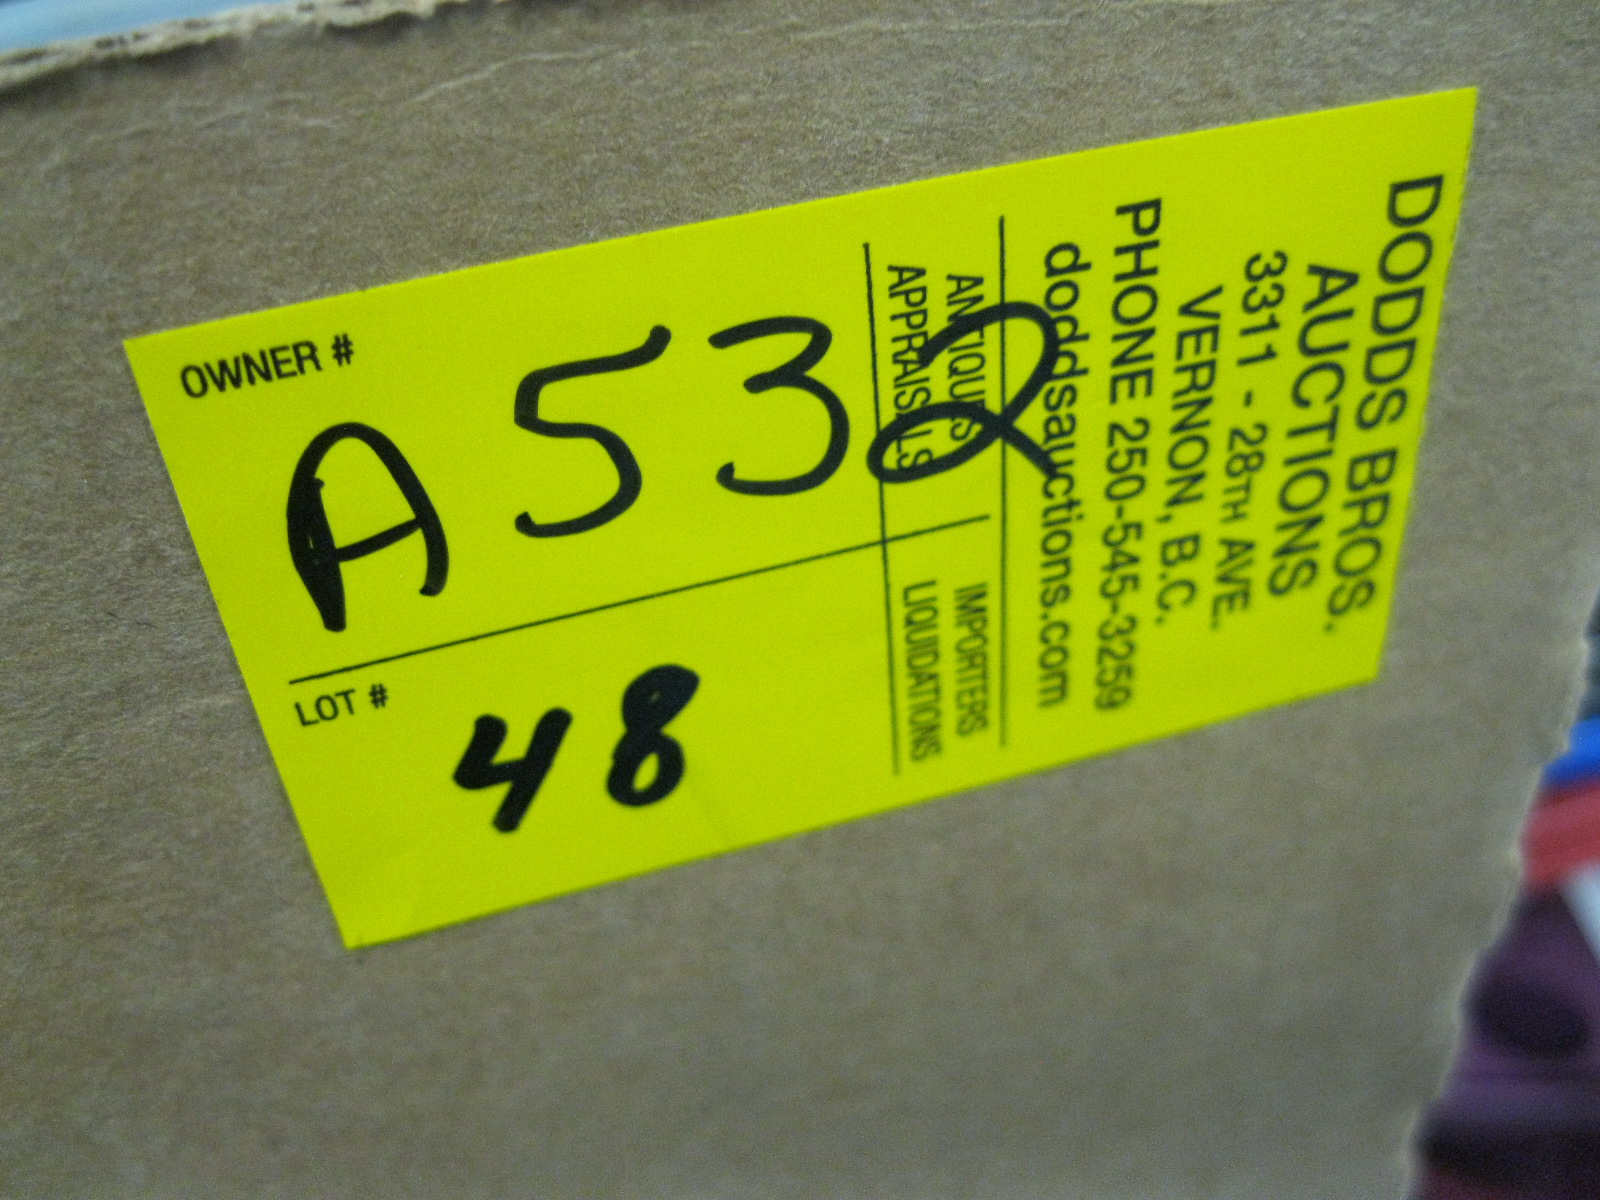 OWNER #
A 532
LOT #
48
DODDS BROS.
AUCTIONS
3311 - 28TH AVE.
VERNON, B.C.
PHONE 250-545-3259
doddsauctions.com
ANTIQUES IMPORTERS
APPRAISALS LIQUIDATIONS